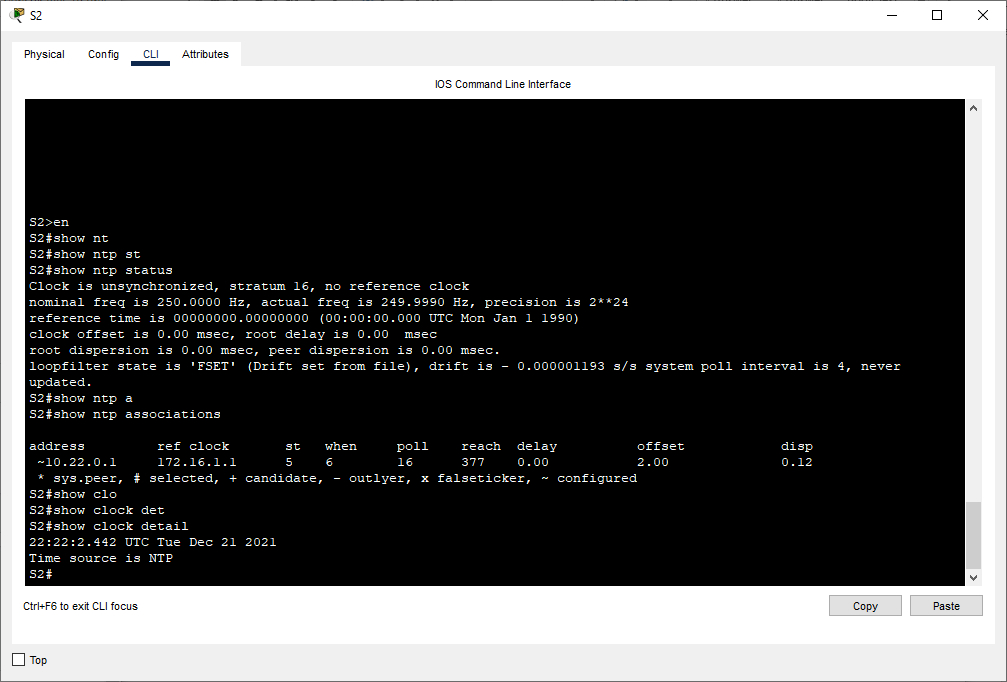 S2
Physical Config CLI Attributes
IOS Command Line Interface
S2>en
S2#show nt
S2#show ntp st
S2#show ntp status
Clock is unsynchronized, stratum 16, no reference clock
nominal freq is 250.0000 Hz, actual freq is 249.9990 Hz, precision is 2**24
reference time is 00000000.00000000 (00:00:00.000 UTC Mon Jan 1 1990)
clock offset is 0.00 msec, root delay is 0.00  msec
root dispersion is 0.00 msec, peer dispersion is 0.00 msec.
loopfilter state is 'FSET' (Drift set from file), drift is - 0.000001193 s/s system poll interval is 4, never
updated.
S2#show ntp a
S2#show ntp associations
address         ref clock       st   when     poll    reach  delay          offset            disp
 ~10.22.0.1     172.16.1.1      5    6        16      377    0.00           2.00              0.12
 * sys.peer, # selected, + candidate, - outlyer, x falseticker, ~ configured
S2#show clo
S2#show clock det
S2#show clock detail
22:22:2.442 UTC Tue Dec 21 2021
Time source is NTP
S2#
Ctrl+F6 to exit CLI focus
Copy Paste
Top